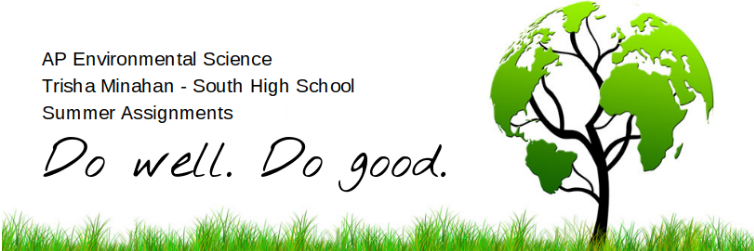 AP Environmental Science
Trisha Minahan - South High School
Summer Assignments
Do well. Do good.